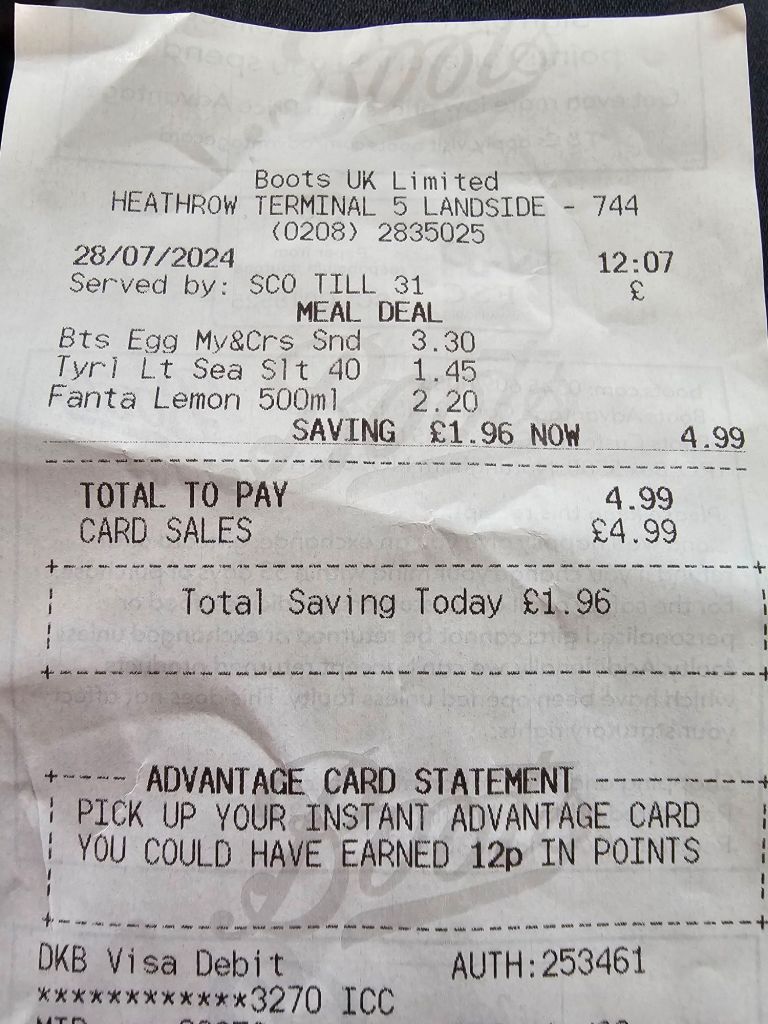 Boots UK Limited
HEATHROW TERMINAL 5 LANDSIDE - 744
(0208) 2835025
28/07/2024 12:07
Served by: SCO TILL 31 £
MEAL DEAL
Bts Egg My&Crs Snd 3.30
Tyrl Lt Sea Slt 40 1.45
Fanta Lemon 500ml 2.20
SAVING £1.96 NOW 4.99
TOTAL TO PAY 4.99
CARD SALES £4.99
Total Saving Today £1.96
ADVANTAGE CARD STATEMENT
PICK UP YOUR INSTANT ADVANTAGE CARD
YOU COULD HAVE EARNED 12p IN POINTS
DKB Visa Debit AUTH:253461
************3270 ICC